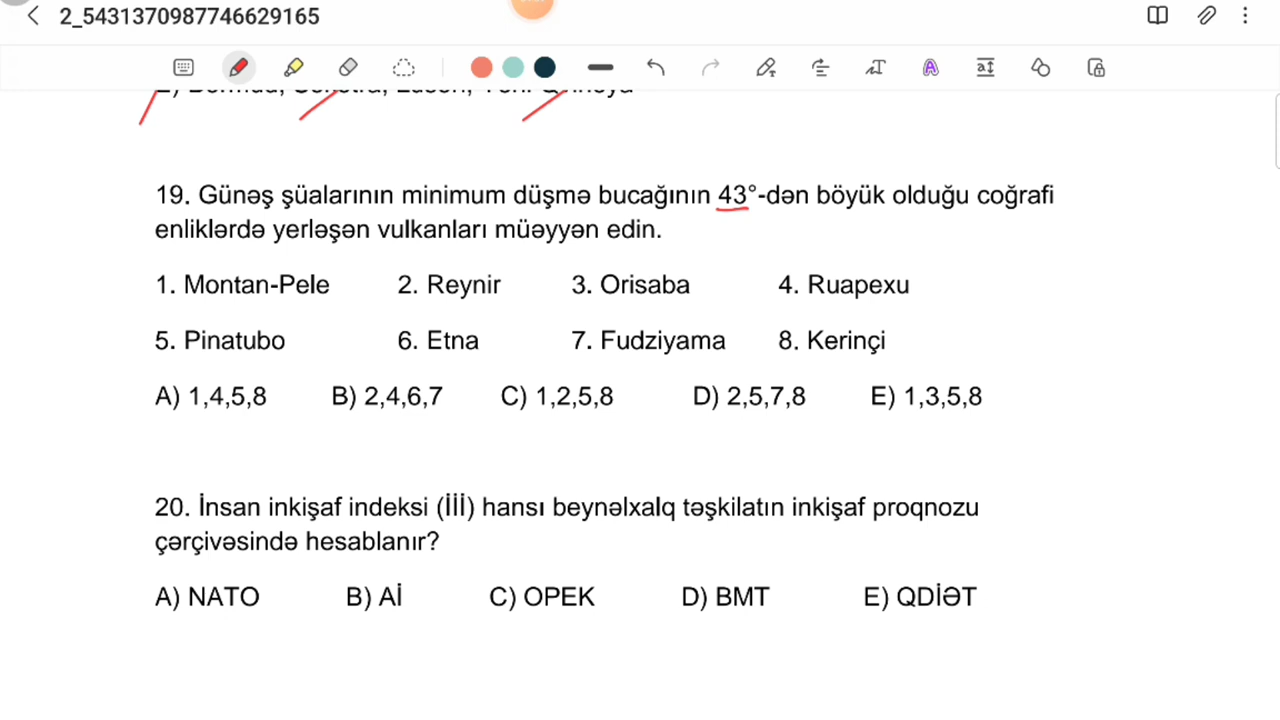 2_5431370987746629165
19. Günəş şüalarının minimum düşmə bucağının 43°-dən böyük olduğu coğrafi
enliklərdə yerləşən vulkanları müəyyən edin.
1. Montan-Pele 2. Reynir 3. Orisaba 4. Ruapexu
5. Pinatubo 6. Etna 7. Fudziyama 8. Kerinçi
A) 1,4,5,8 B) 2,4,6,7 C) 1,2,5,8 D) 2,5,7,8 E) 1,3,5,8
20. İnsan inkişaf indeksi (İİİ) hansı beynəlxalq təşkilatın inkişaf proqnozu
çərçivəsində hesablanır?
A) NATO B) Aİ C) OPEK D) BMT E) QDİƏT